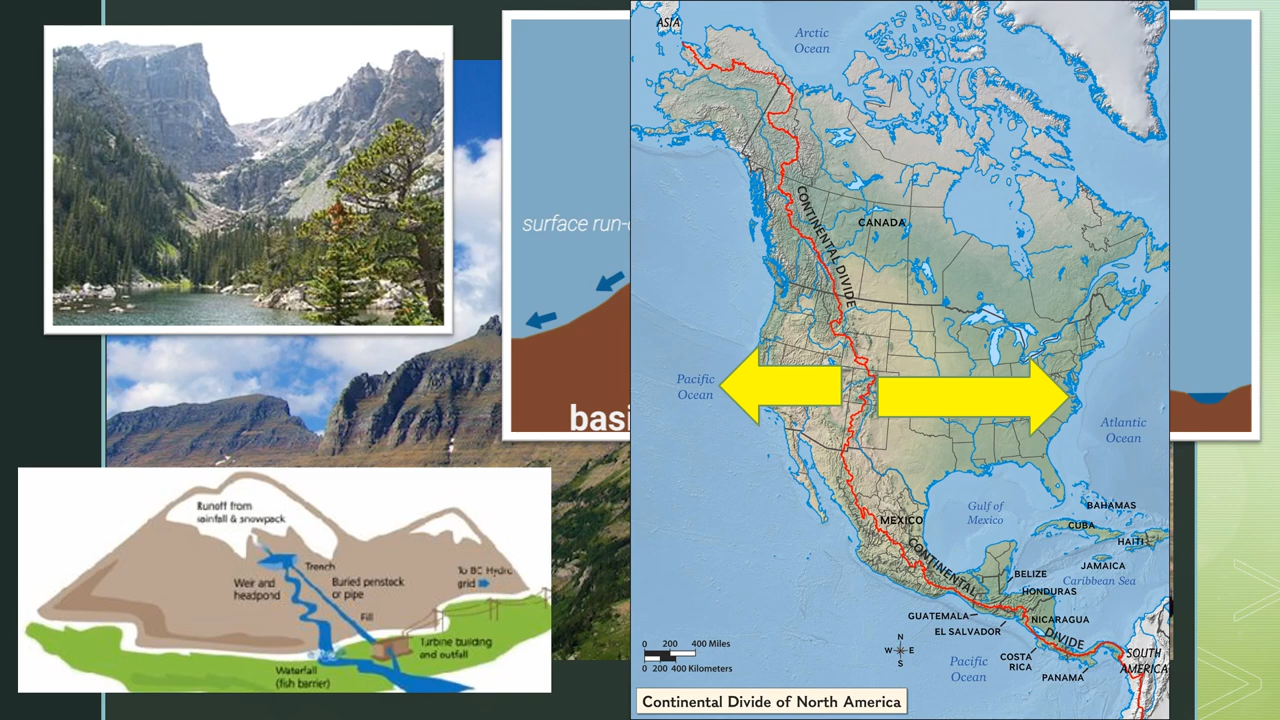 surface run-
basi
Runoff from
rainfall & snowpack
Trench
Weir and
headpond
Buried penstock
or pipe
To BC Hydro
grid
Fill
Turbine building
and outfall
Waterfall
(fish barrier)
ASIA
Arctic
Ocean
CANADA
CONTINENTAL DIVIDE
Pacific
Ocean
Atlantic
Ocean
Gulf of
Mexico
BAHAMAS
MEXICO
CUBA
HAITI
CONTINENTAL
JAMAICA
BELIZE
Caribbean Sea
HONDURAS
GUATEMALA
NICARAGUA
EL SALVADOR
DIVIDE
COSTA
RICA
PANAMA
SOUTH
AMERICA
Pacific
Ocean
N
W E
S
0 200 400 Miles
0 200 400 Kilometers
Continental Divide of North America